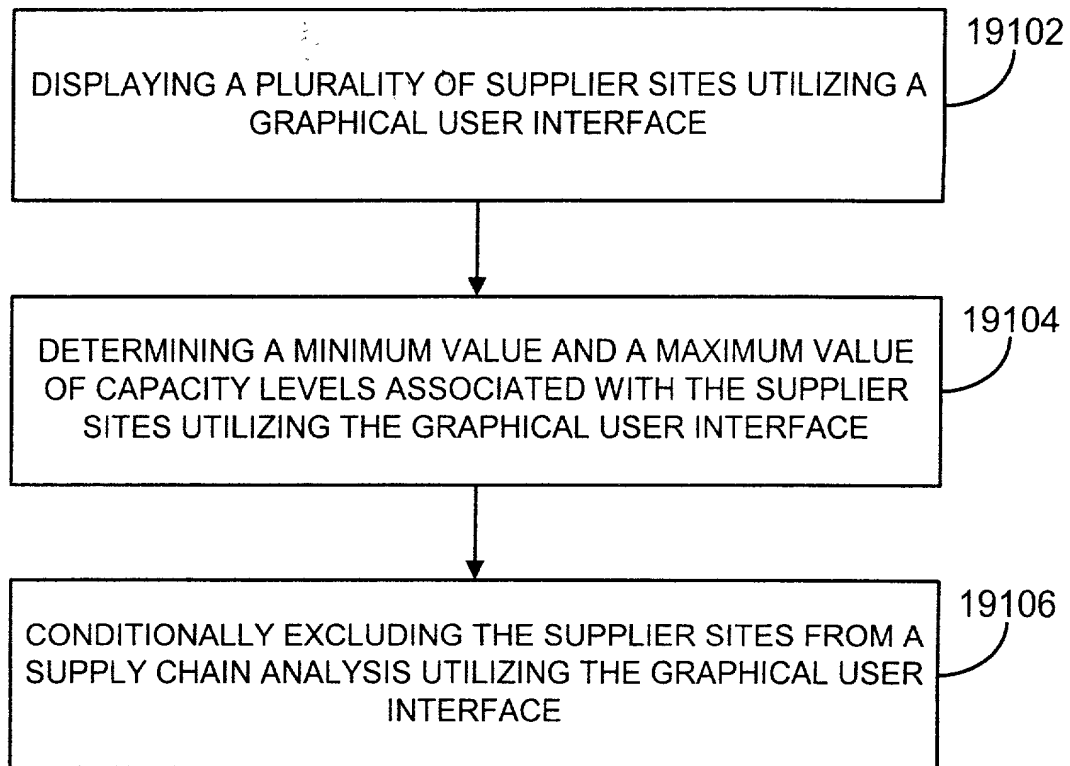 19102
DISPLAYING A PLURALITY OF SUPPLIER SITES UTILIZING A
GRAPHICAL USER INTERFACE
19104
DETERMINING A MINIMUM VALUE AND A MAXIMUM VALUE
OF CAPACITY LEVELS ASSOCIATED WITH THE SUPPLIER
SITES UTILIZING THE GRAPHICAL USER INTERFACE
19106
CONDITIONALLY EXCLUDING THE SUPPLIER SITES FROM A
SUPPLY CHAIN ANALYSIS UTILIZING THE GRAPHICAL USER
INTERFACE